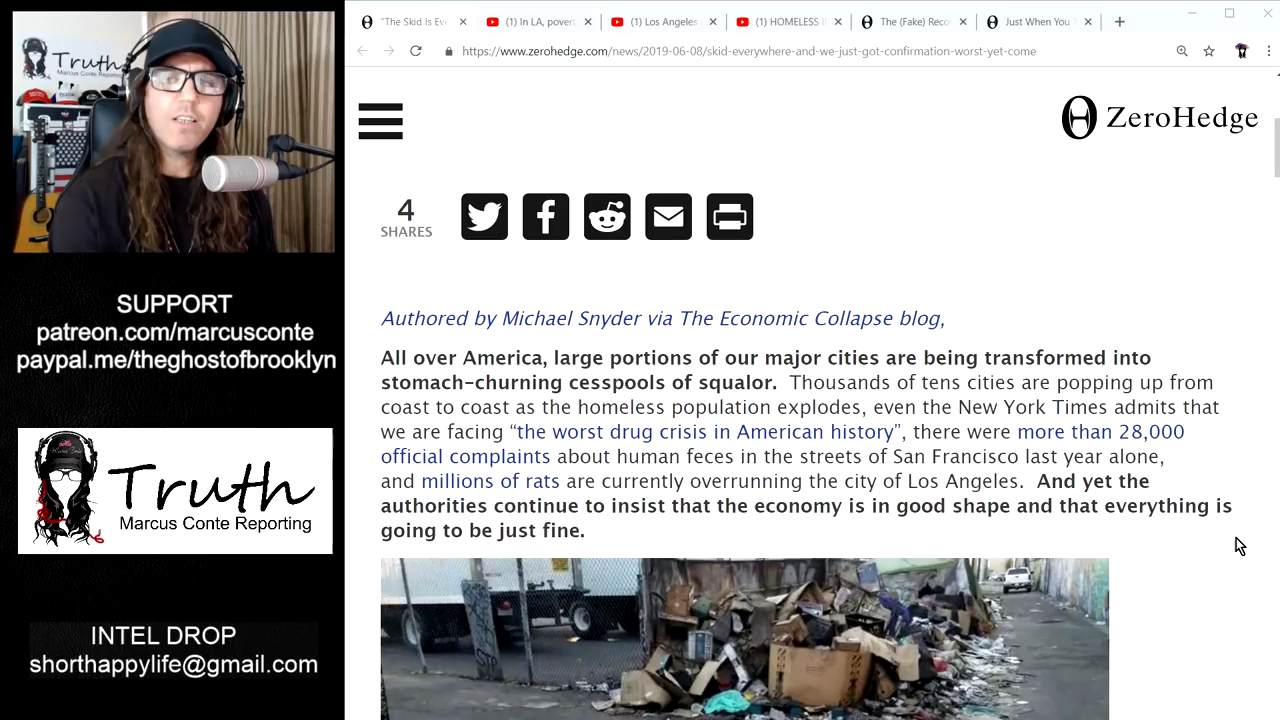 "The Skid Is Eve
(1) In LA, povert
(1) Los Angeles
(1) HOMELESS
The (Fake) Reco
Just When You
https://www.zerohedge.com/news/2019-06-08/skid-everywhere-and-we-just-got-confirmation-worst-yet-come
Truth
Marcus Conte Reporting
ZeroHedge
4
SHARES
Authored by Michael Snyder via The Economic Collapse blog,
All over America, large portions of our major cities are being transformed into
stomach-churning cesspools of squalor. Thousands of tens cities are popping up from
coast to coast as the homeless population explodes, even the New York Times admits that
we are facing “the worst drug crisis in American history”, there were more than 28,000
official complaints about human feces in the streets of San Francisco last year alone,
and millions of rats are currently overrunning the city of Los Angeles. And yet the
authorities continue to insist that the economy is in good shape and that everything is
going to be just fine.
SUPPORT
patreon.com/marcusconte
paypal.me/theghostofbrooklyn
Truth
Marcus Conte Reporting
INTEL DROP
shorthappylife@gmail.com